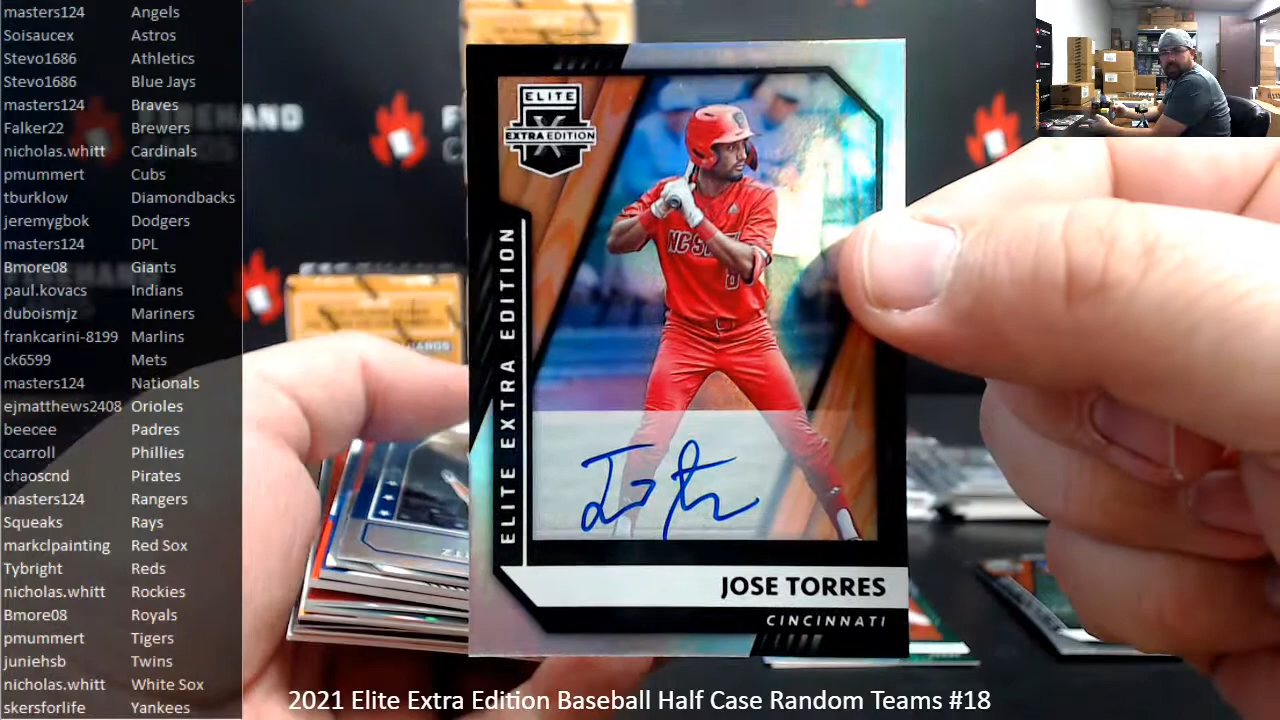 masters124 Angels
Soisaucex Astros
Stevo1686 Athletics
Stevo1686 Blue Jays
masters124 Braves
Falker22 Brewers
nicholas.whitt Cardinals
pmummert Cubs
tburklow Diamondbacks
jeremygbok Dodgers
masters124 DPL
Bmore08 Giants
paul.kovacs Indians
duboismjz Mariners
frankcarini-8199 Marlins
ck6599 Mets
masters124 Nationals
ejmatthews2408 Orioles
beecee Padres
ccarroll Phillies
chaoscnd Pirates
masters124 Rangers
Squeaks Rays
markclpainting Red Sox
Tybright Reds
nicholas.whitt Rockies
Bmore08 Royals
pmummert Tigers
juniehsb Twins
nicholas.whitt White Sox
skersforlife Yankees
ELITE
EXTRA EDITION
ELITE EXTRA EDITION
JOSE TORRES
CINCINNATI
2021 Elite Extra Edition Baseball Half Case Random Teams #18